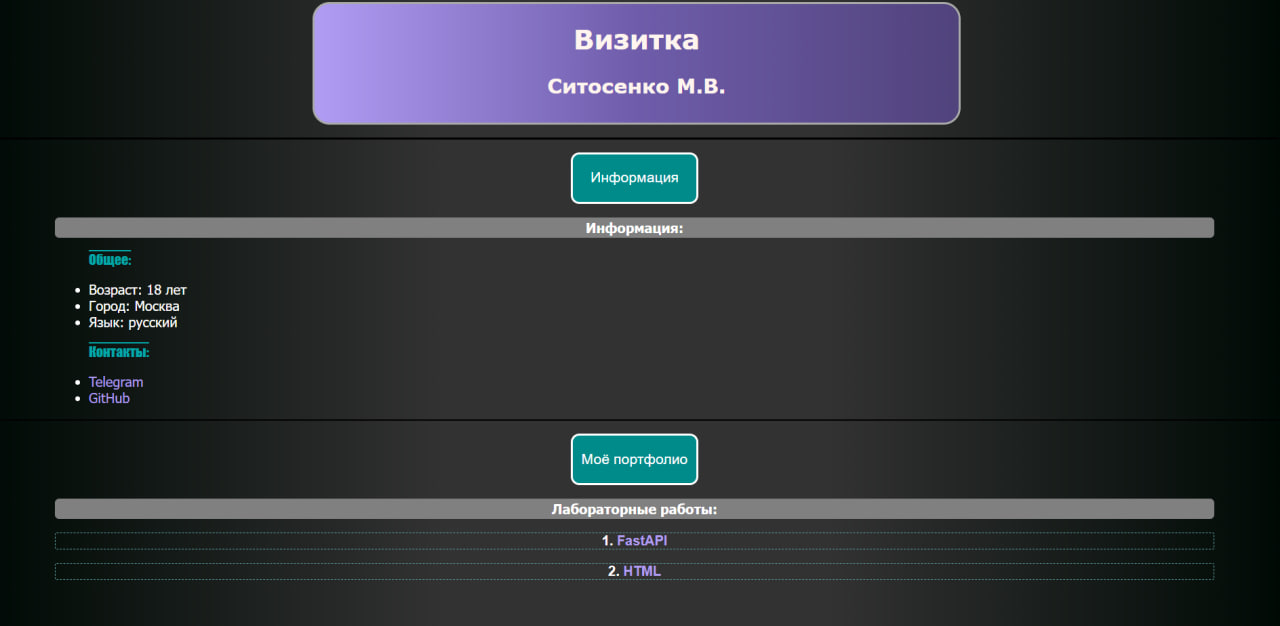 Визитка
Ситосенко М.В.
Информация
Информация:
Общее:
Возраст: 18 лет
Город: Москва
Язык: русский
Контакты:
Telegram
GitHub
Моё портфолио
Лабораторные работы:
1. FastAPI
2. HTML